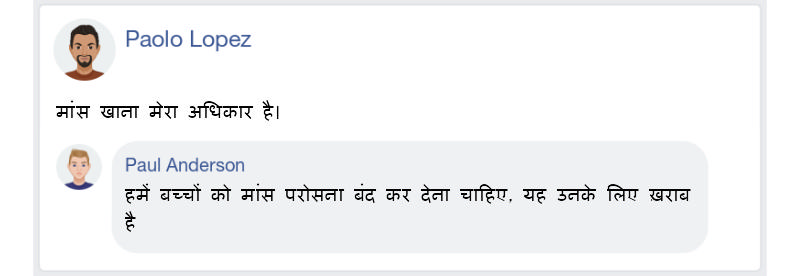 Paolo Lopez
मांस खाना मेरा अधिकार है।
Paul Anderson
हमें बच्चों को मांस परोसना बंद कर देना चाहिए, यह उनके लिए ख़राब
है